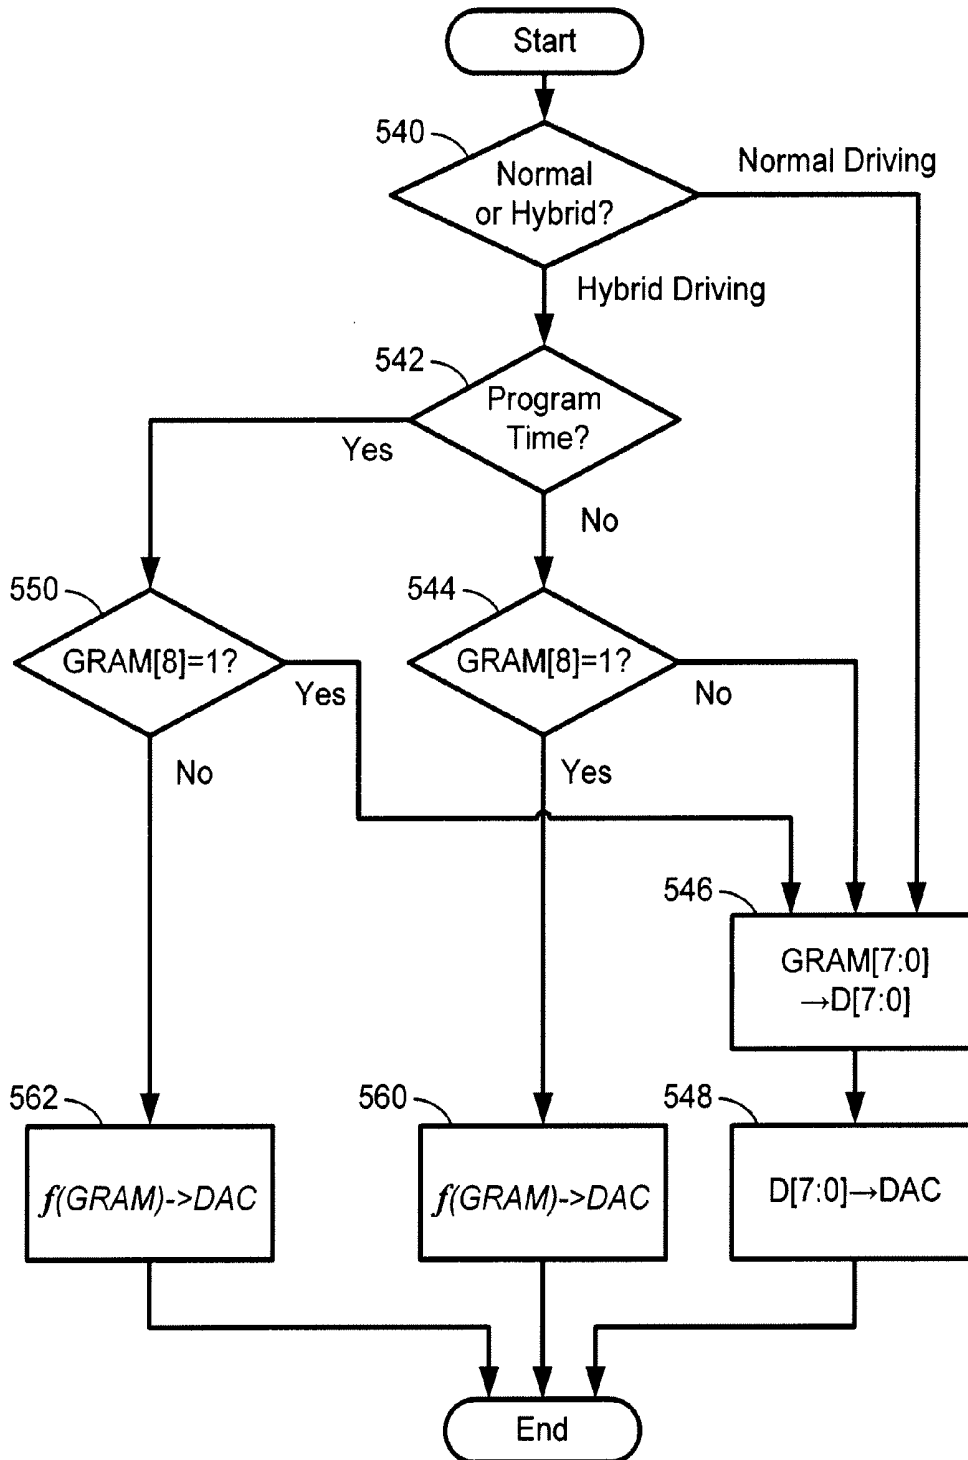 Start
540
Normal
or Hybrid?
Normal Driving
Hybrid Driving
542
Program
Time?
Yes
No
550
GRAM[8]=1?
Yes
No
544
GRAM[8]=1?
No
Yes
546
GRAM[7:0]
→D[7:0]
562
f(GRAM)->DAC
560
f(GRAM)->DAC
548
D[7:0]→DAC
End